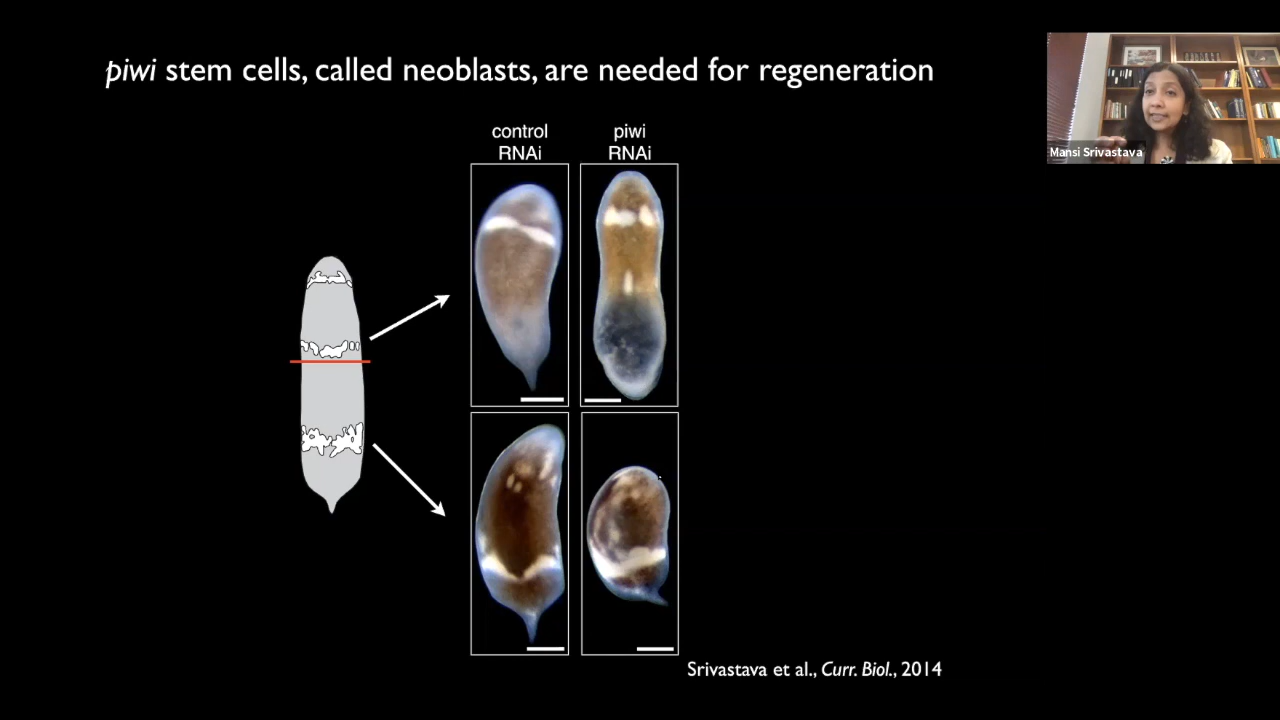 piwi stem cells, called neoblasts, are needed for regeneration
Mansi Srivastava
control
RNAi
piwi
RNAi
Srivastava et al., Curr. Biol., 2014